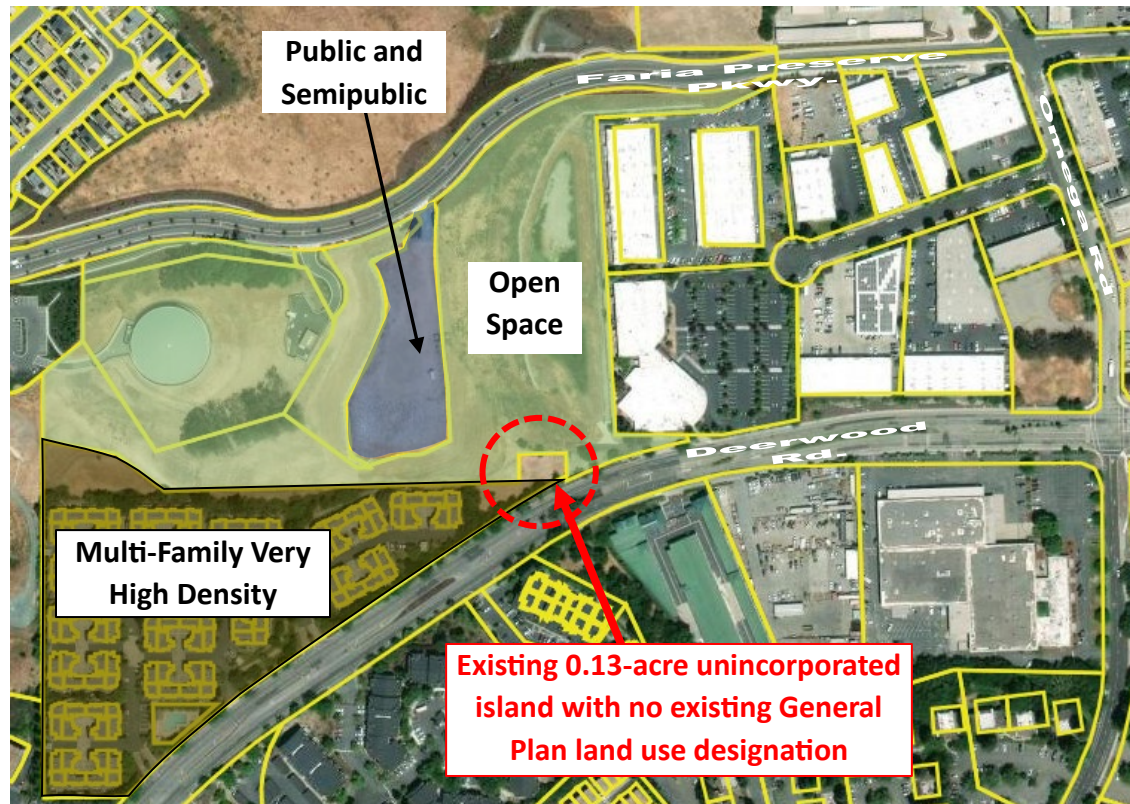 Public and
Semipublic
Faria Preserve
PKwy-
Omega Rd-
Open
Space
Deerwood
Rd-
Multi-Family Very
High Density
Existing 0.13-acre unincorporated
island with no existing General
Plan land use designation